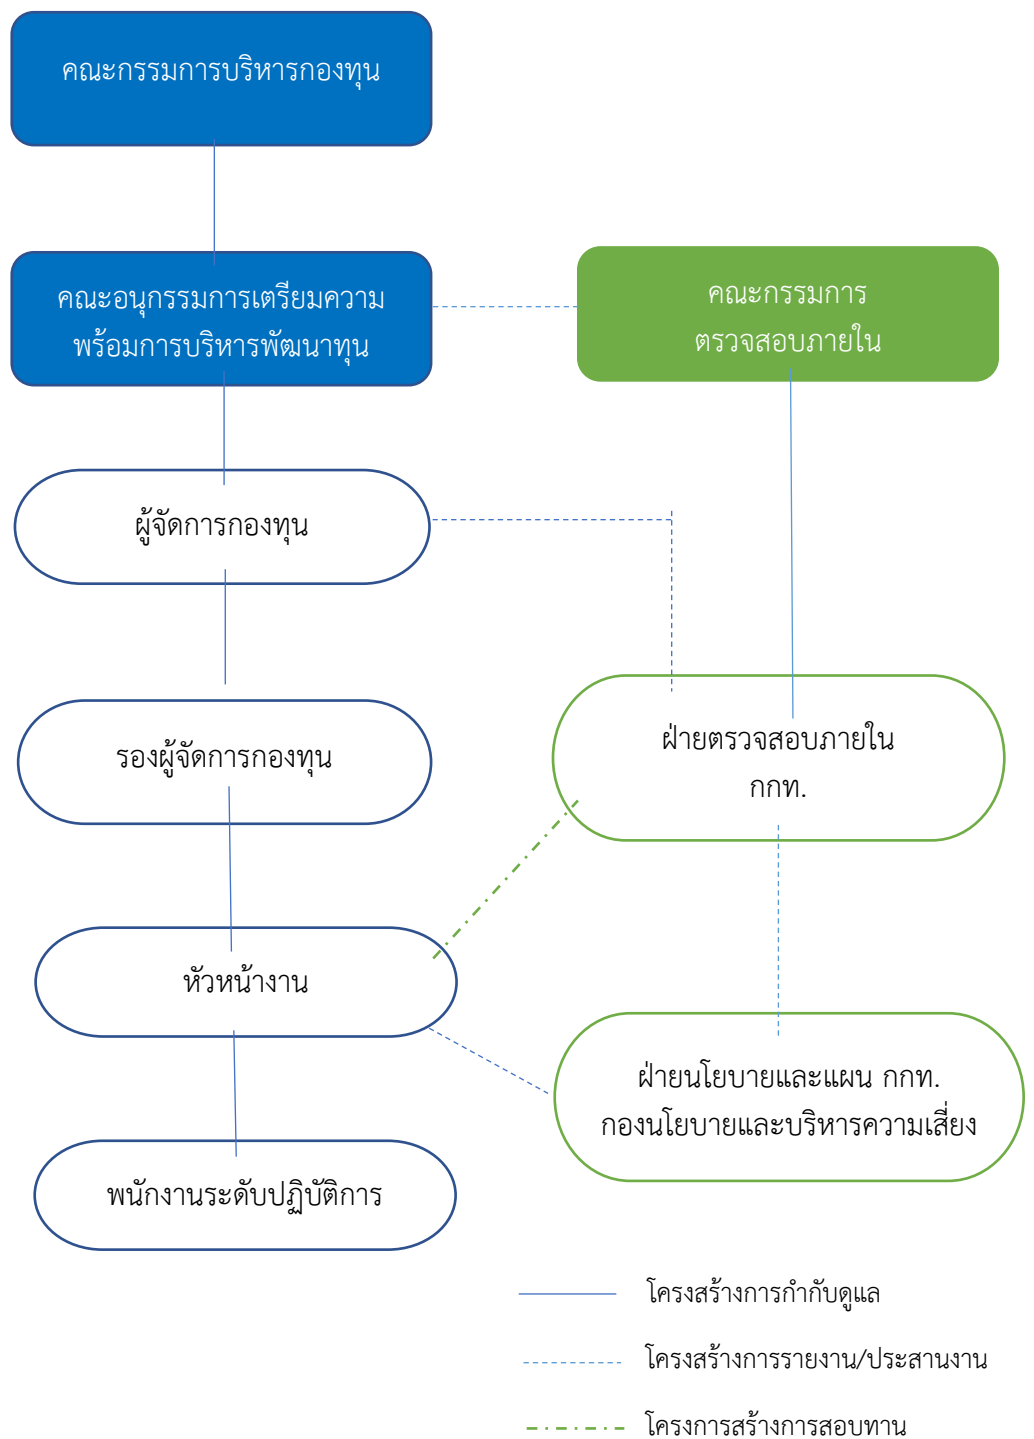 คณะกรรมการบริหารกองทุน
คณะอนุกรรมการเตรียมความ
พร้อมการบริหารพัฒนาทุน
คณะกรรมการ
ตรวจสอบภายใน
ผู้จัดการกองทุน
รองผู้จัดการกองทุน
ฝ่ายตรวจสอบภายใน
กกท.
หัวหน้างาน
ฝ่ายนโยบายและแผน กกท.
กองนโยบายและบริหารความเสี่ยง
พนักงานระดับปฏิบัติการ
โครงสร้างการกำกับดูแล
โครงสร้างการรายงาน/ประสานงาน
โครงการสร้างการสอบทาน